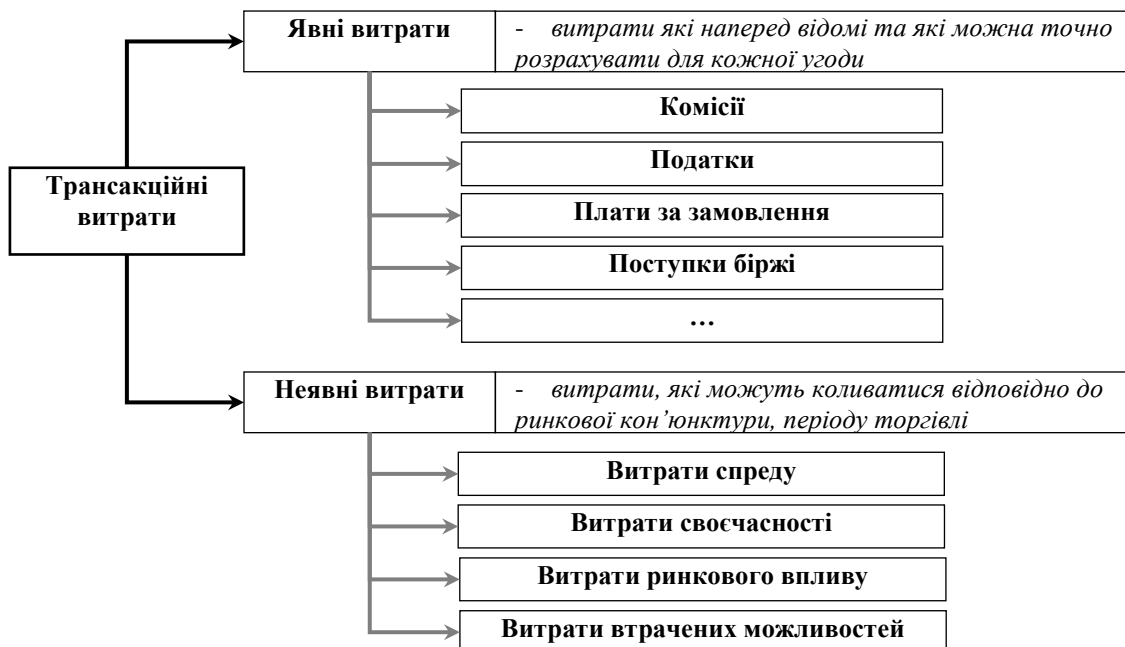 Явні витрати
- витрати які наперед відомі та які можна точно
розрахувати для кожної угоди
Комісії
Податки
Трансакційні
витрати
Плати за замовлення
Поступки біржі
…
Неявні витрати
- витрати, які можуть коливатися відповідно до
ринкової кон’юнктури, періоду торгівлі
Витрати спреду
Витрати своєчасності
Витрати ринкового впливу
Витрати втрачених можливостей